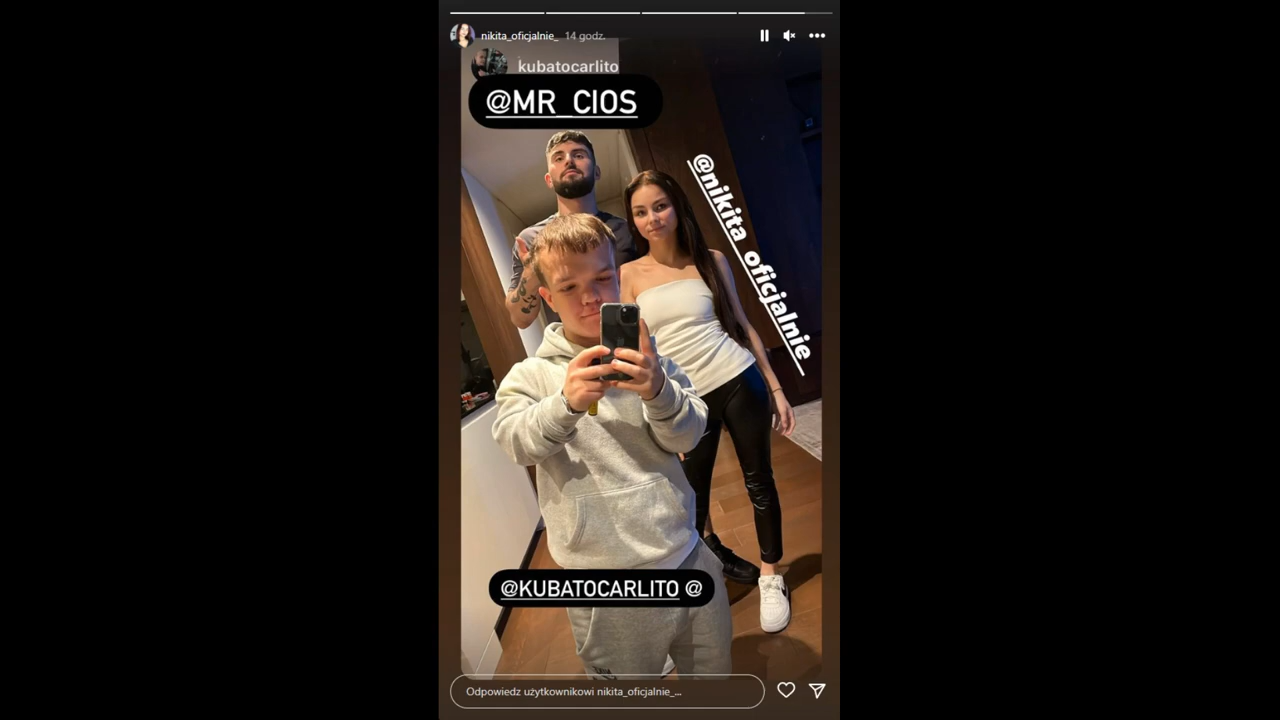 nikita_oficjalnie_ 14 godz.
kubatocarlito
@MR_CIOS
@nikita_oficjalnie
@KUBATOCARLITO @
Odpowiedz użytkownikowi nikita_oficjalnie_...